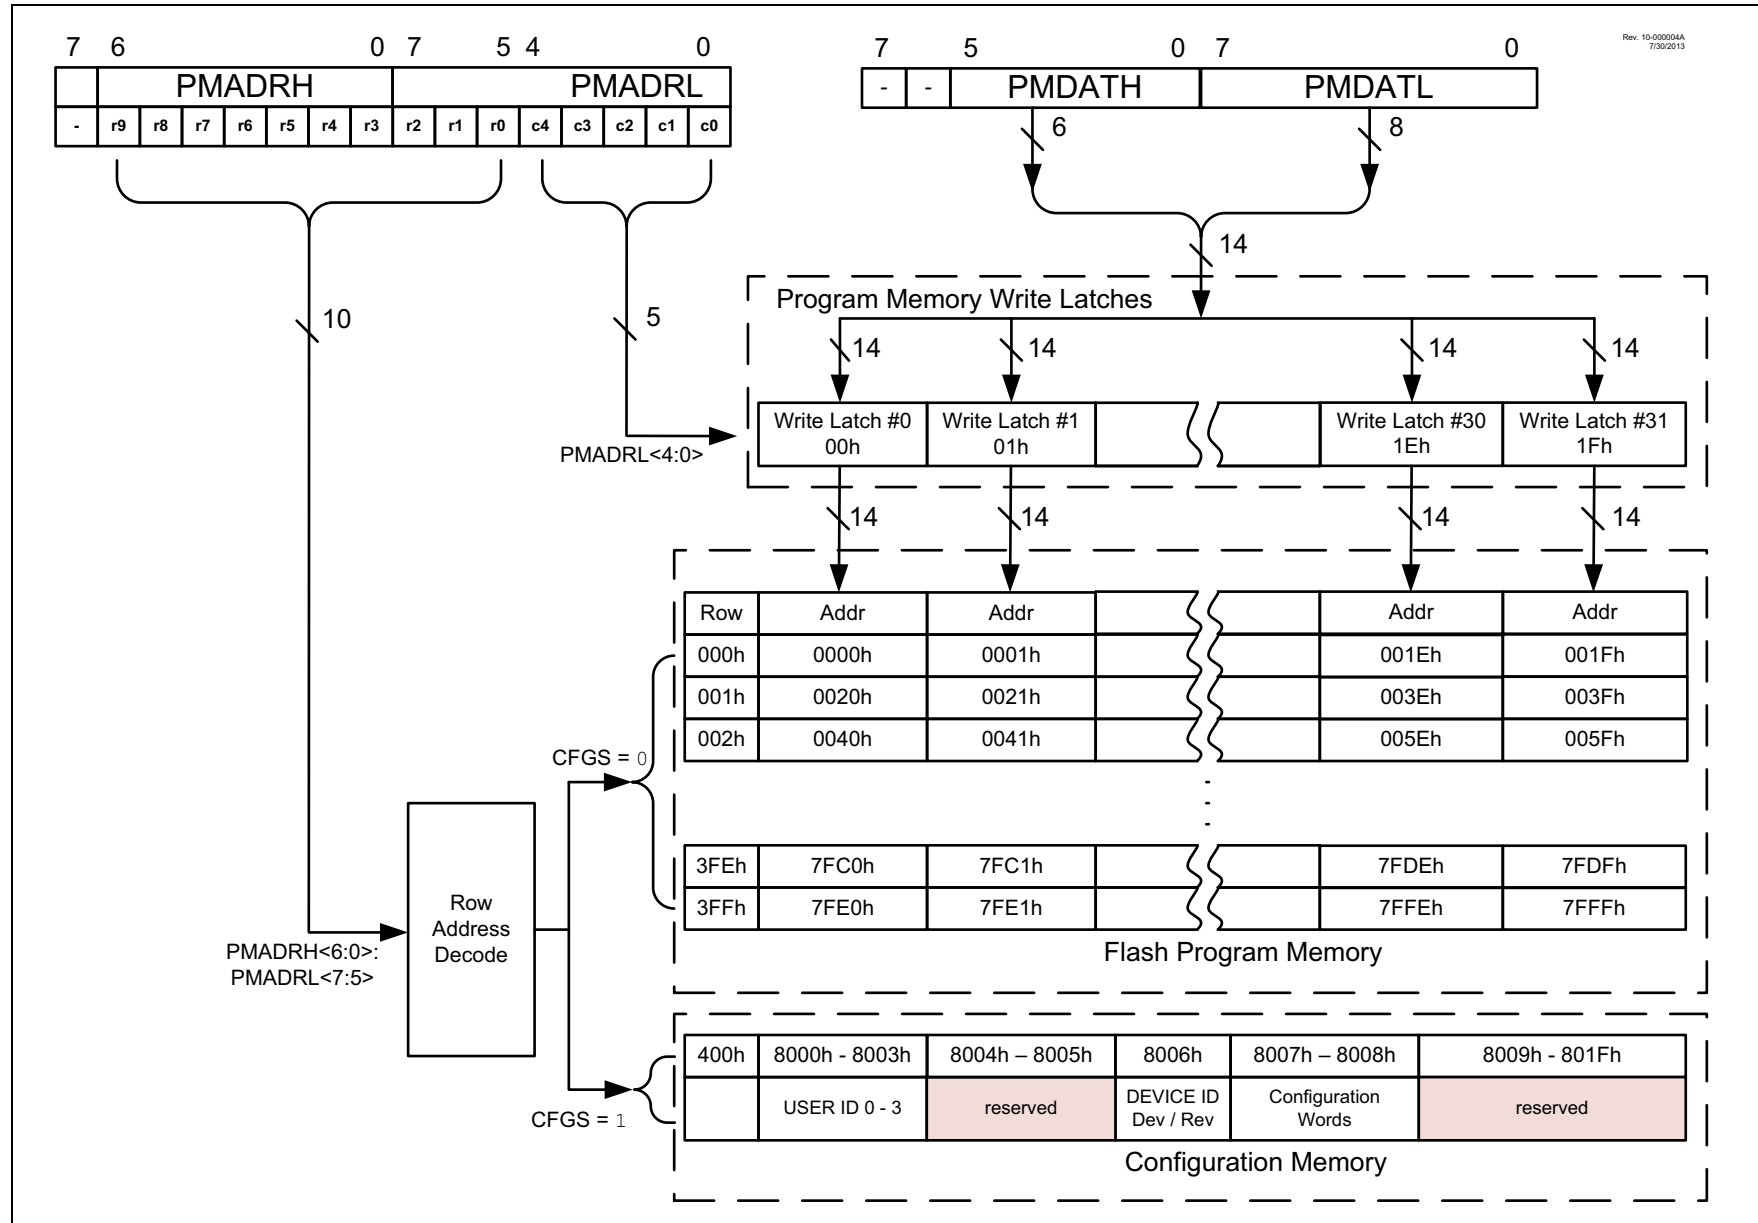 7 6 0 7 5 4 0
PMADRH PMADRL
- r9 r8 r7 r6 r5 r4 r3 r2 r1 r0 c4 c3 c2 c1 c0
7 5 0 7 0
- - PMDATH PMDATL
Rev. 10-000004A
7/30/2013
6 8
14
10
5
PMADRL<4:0>
Program Memory Write Latches
14 14 14 14
Write Latch #0 Write Latch #1 Write Latch #30 Write Latch #31
00h 01h 1Eh 1Fh
14 14 14 14
Row Addr Addr Addr Addr
000h 0000h 0001h 001Eh 001Fh
001h 0020h 0021h 003Eh 003Fh
002h 0040h 0041h 005Eh 005Fh
CFGS = 0
3FEh 7FC0h 7FC1h 7FDEh 7FDFh
3FFh 7FE0h 7FE1h 7FFEh 7FFFh
Flash Program Memory
Row
Address
Decode
PMADRH<6:0>:
PMADRL<7:5>
400h 8000h - 8003h 8004h – 8005h 8006h 8007h – 8008h 8009h - 801Fh
USER ID 0 - 3 reserved DEVICE ID Configuration reserved
Dev / Rev Words
CFGS = 1
Configuration Memory